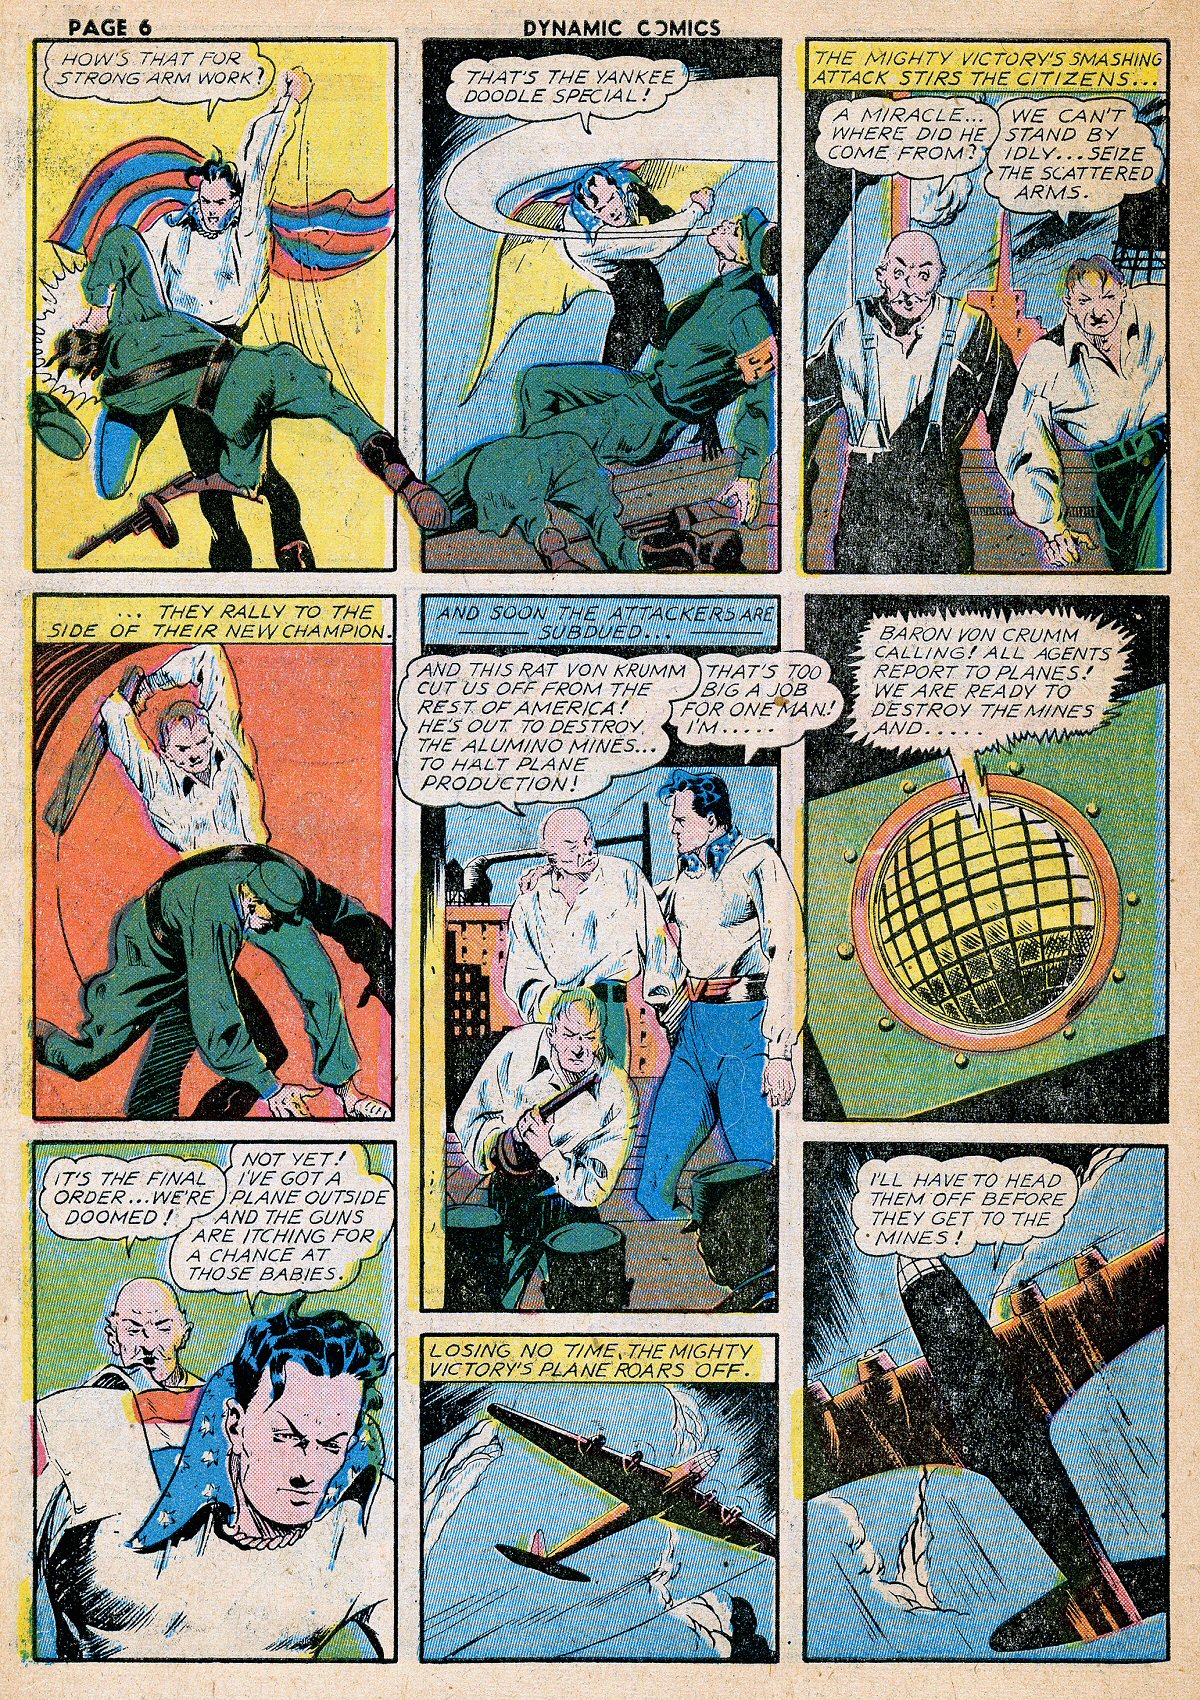 PAGE 6
DYNAMIC COMICS
HOW'S THAT FOR
STRONG ARM WORK?
THAT'S THE YANKEE
DOODLE SPECIAL!
THE MIGHTY VICTORY'S SMASHING
ATTACK STIRS THE CITIZENS...
A MIRACLE...
WHERE DID HE
COME FROM?
WE CAN'T
STAND BY
IDLY...SEIZE
THE SCATTERED
ARMS.
... THEY RALLY TO THE
SIDE OF THEIR NEW CHAMPION.
AND SOON THE ATTACKERS ARE
SUBDUED...
AND THIS RAT VON KRUMM
CUT US OFF FROM THE
REST OF AMERICA!
HE'S OUT TO DESTROY
THE ALUMINO MINES...
TO HALT PLANE
PRODUCTION!
THAT'S TOO
BIG A JOB
FOR ONE MAN!
I'M.....
BARON VON CRUMM
CALLING! ALL AGENTS
REPORT TO PLANES!
WE ARE READY TO
DESTROY THE MINES
AND.....
IT'S THE FINAL
ORDER...WE'RE
DOOMED!
NOT YET!
I'VE GOT A
PLANE OUTSIDE
AND THE GUNS
ARE ITCHING FOR
A CHANCE AT
THOSE BABIES.
LOSING NO TIME, THE MIGHTY
VICTORY'S PLANE ROARS OFF.
I'LL HAVE TO HEAD
THEM OFF BEFORE
THEY GET TO THE
MINES!